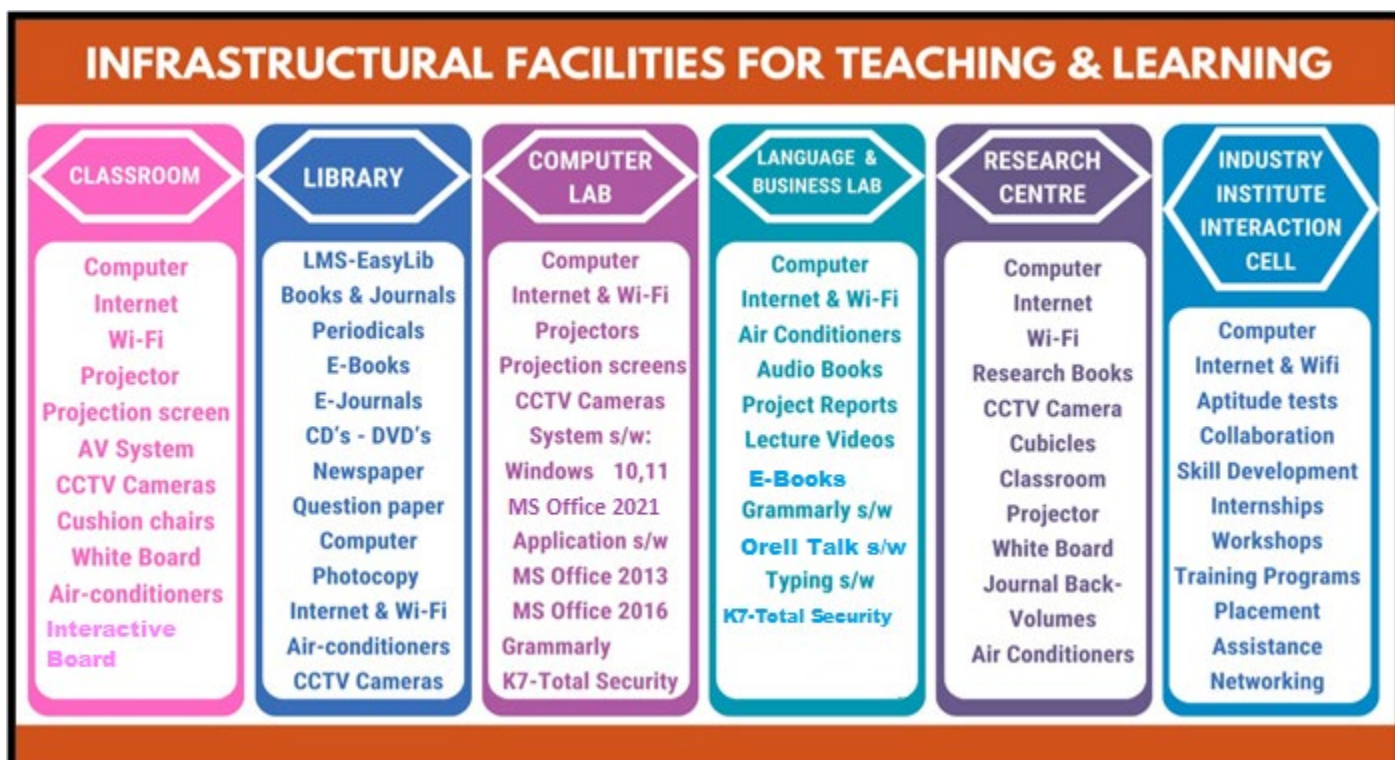 INFRASTRUCTURAL FACILITIES FOR TEACHING & LEARNING
CLASSROOM
Computer
Internet
Wi-Fi
Projector
Projection screen
AV System
CCTV Cameras
Cushion chairs
White Board
Air-conditioners
Interactive
Board
LIBRARY
LMS-EasyLib
Books & Journals
Periodicals
E-Books
E-Journals
CD's - DVD's
Newspaper
Question paper
Computer
Photocopy
Internet & Wi-Fi
Air-conditioners
CCTV Cameras
COMPUTER
LAB
Computer
Internet & Wi-Fi
Projectors
Projection screens
CCTV Cameras
System s/w:
Windows 10,11
MS Office 2021
Application s/w
MS Office 2013
MS Office 2016
Grammarly
K7-Total Security
LANGUAGE &
BUSINESS LAB
Computer
Internet & Wi-Fi
Air Conditioners
Audio Books
Project Reports
Lecture Videos
E-Books
Grammarly s/w
Orell Talk s/w
Typing s/w
K7-Total Security
RESEARCH
CENTRE
Computer
Internet
Wi-Fi
Research Books
CCTV Camera
Cubicles
Classroom
Projector
White Board
Journal Back-
Volumes
Air Conditioners
INDUSTRY
INSTITUTE
INTERACTION
CELL
Computer
Internet & Wifi
Aptitude tests
Collaboration
Skill Development
Internships
Workshops
Training Programs
Placement
Assistance
Networking